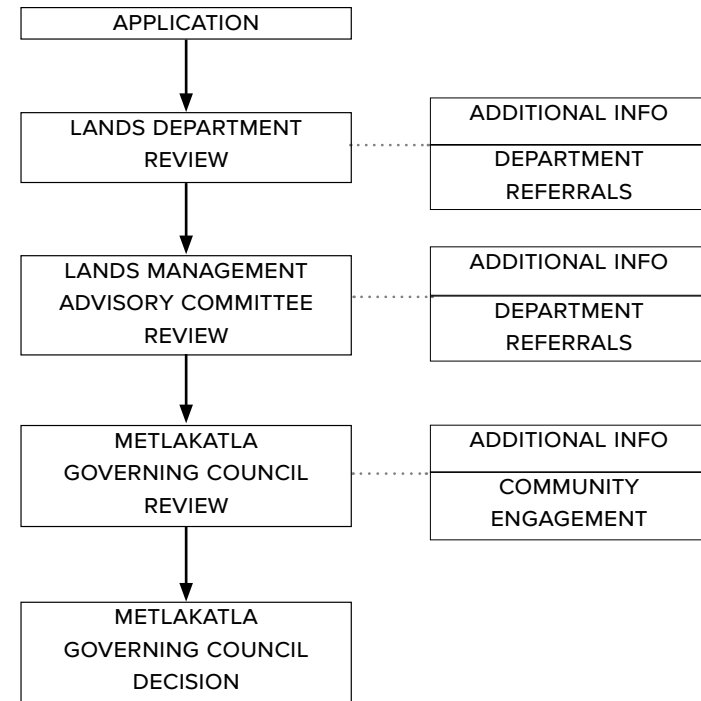 APPLICATION
LANDS DEPARTMENT
REVIEW
ADDITIONAL INFO
DEPARTMENT
REFERRALS
LANDS MANAGEMENT
ADVISORY COMMITTEE
REVIEW
ADDITIONAL INFO
DEPARTMENT
REFERRALS
METLAKATLA
GOVERNING COUNCIL
REVIEW
ADDITIONAL INFO
COMMUNITY
ENGAGEMENT
METLAKATLA
GOVERNING COUNCIL
DECISION